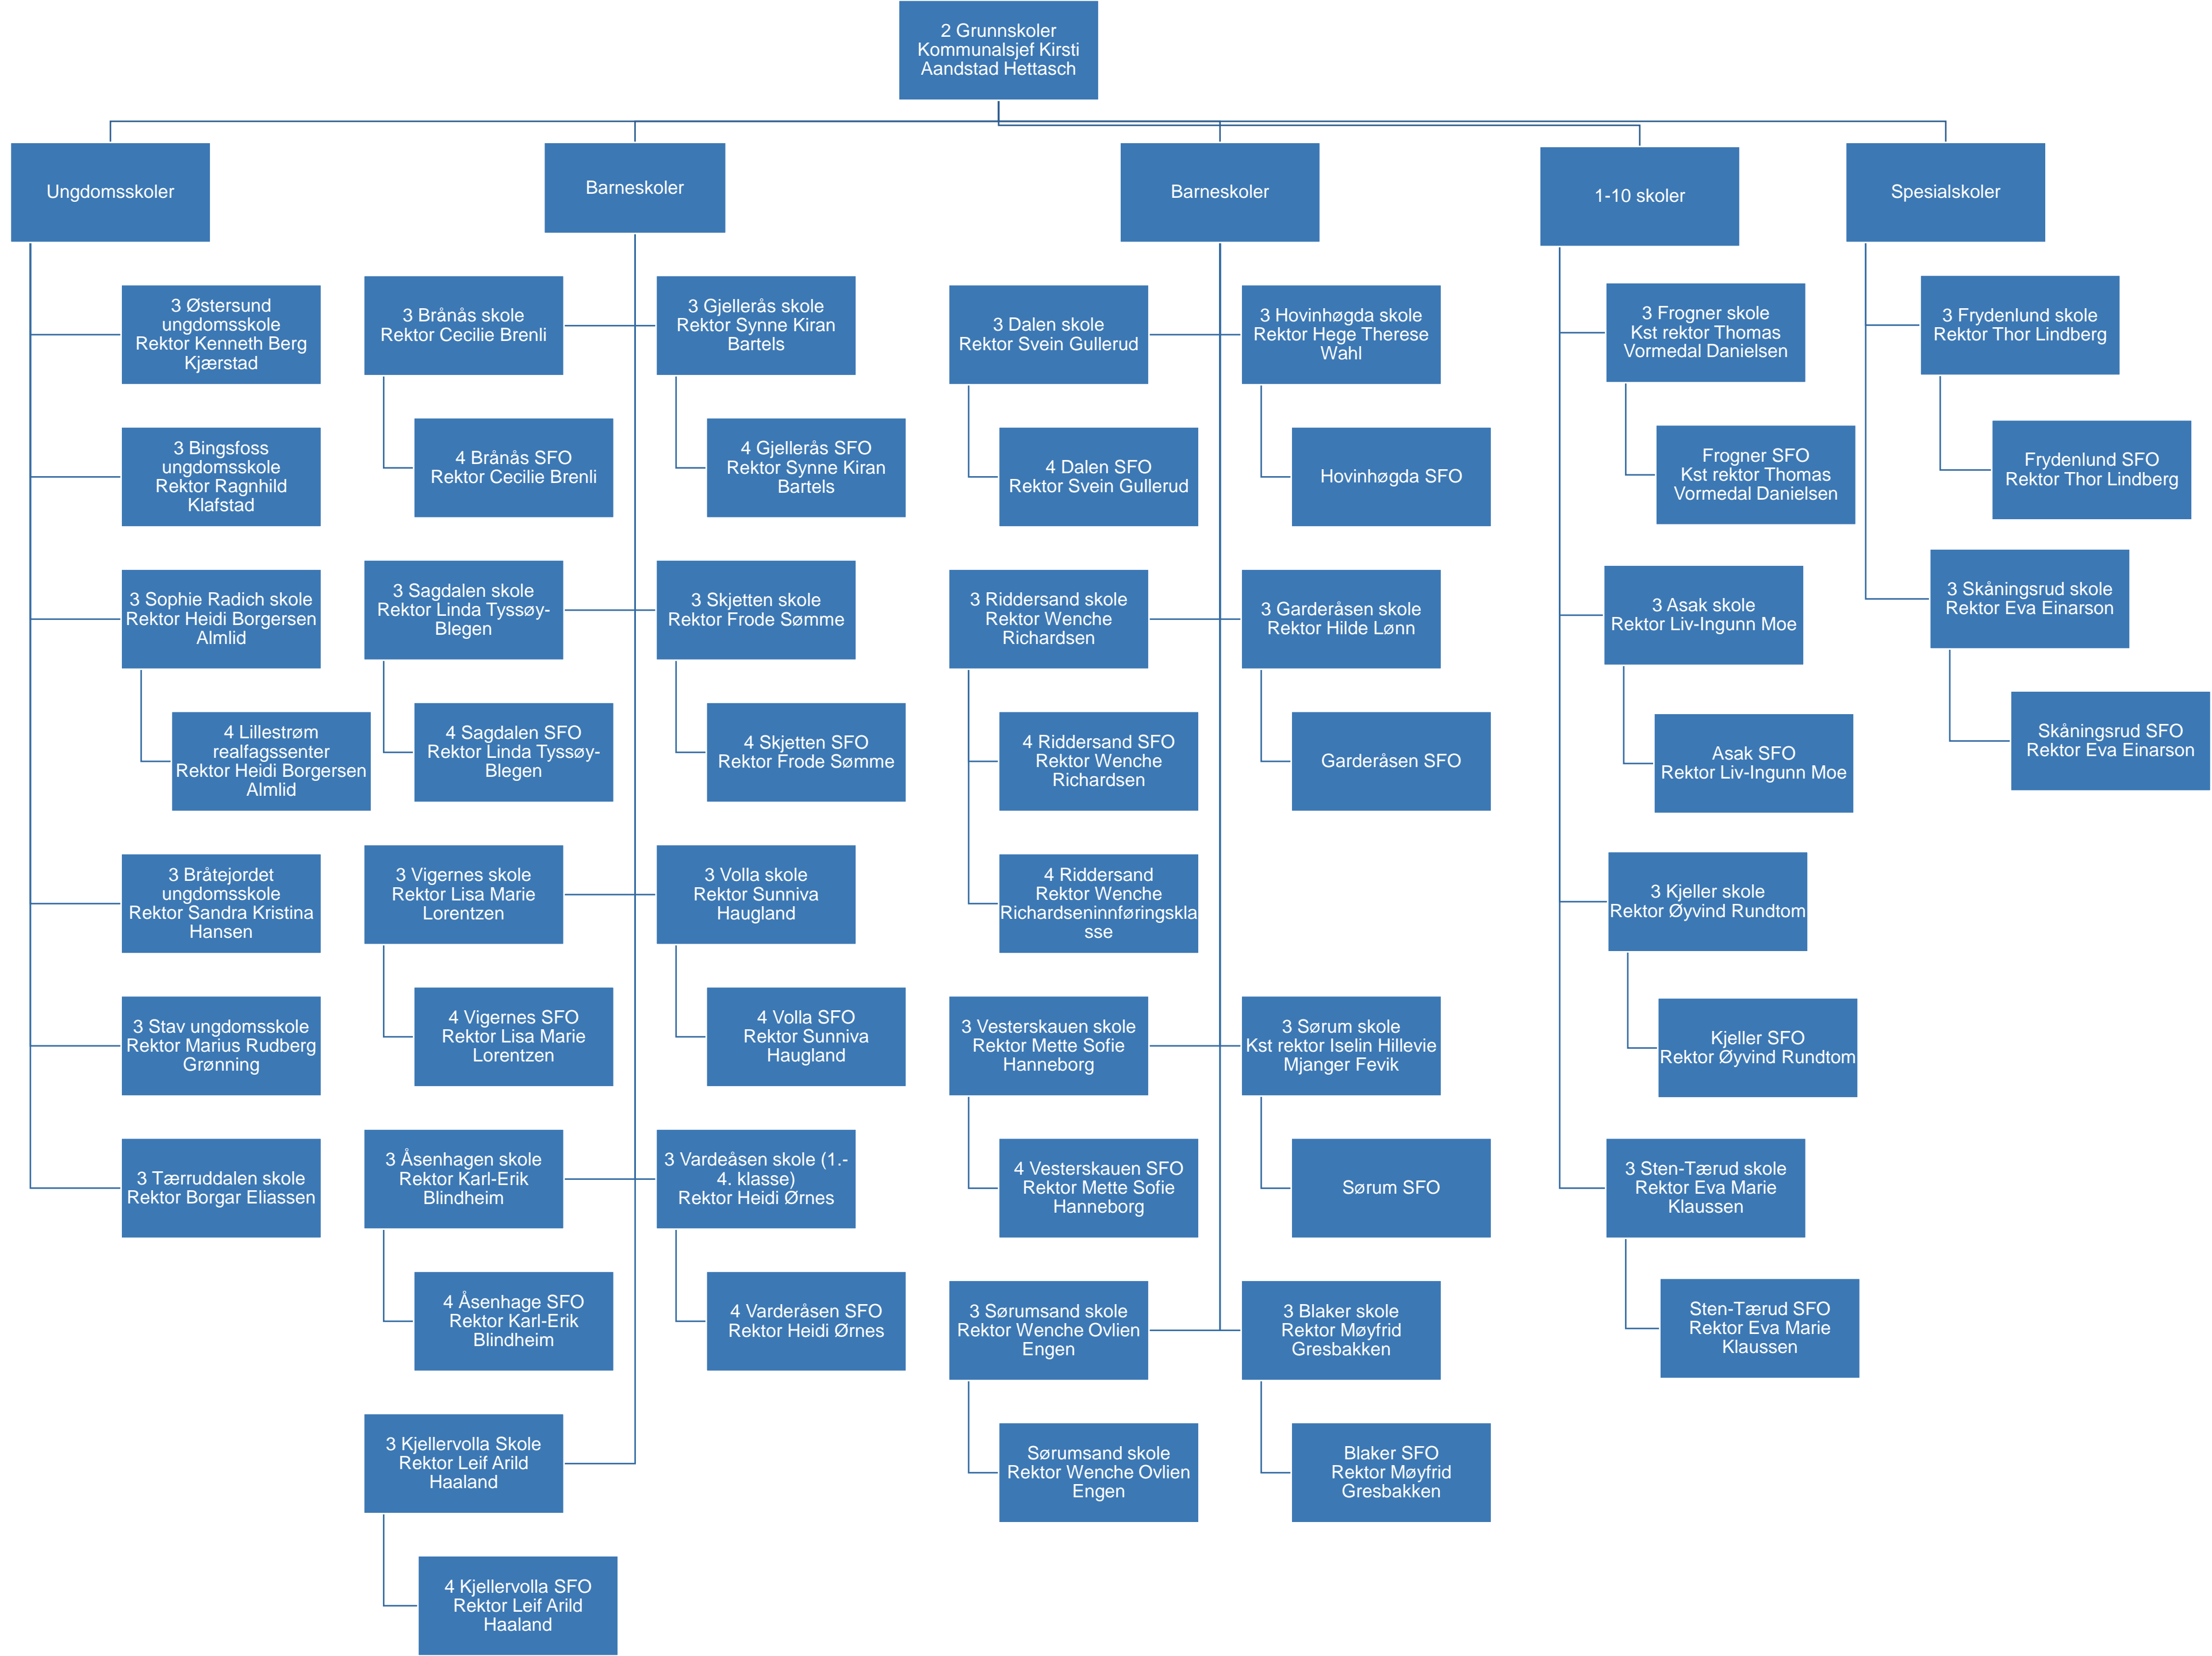 2 Grunnskoler
Kommunalsjef Kirsti
Aandstad Hettasch
Ungdomsskoler
3 Østersund
ungdomsskole
Rektor Kenneth Berg
Kjærstad
3 Bingsfoss
ungdomsskole
Rektor Ragnhild
Klafstad
3 Sophie Radich skole
Rektor Heidi Borgersen
Almlid
4 Lillestrøm
realfagssenter
Rektor Heidi Borgersen
Almlid
3 Bråtejordet
ungdomsskole
Rektor Sandra Kristina
Hansen
3 Stav ungdomsskole
Rektor Marius Rudberg
Grønning
3 Tærruddalen skole
Rektor Borgar Eliassen
Barneskoler
3 Brånås skole
Rektor Cecilie Brenli
4 Brånås SFO
Rektor Cecilie Brenli
3 Gjellerås skole
Rektor Synne Kiran
Bartels
4 Gjellerås SFO
Rektor Synne Kiran
Bartels
3 Sagdalen skole
Rektor Linda Tyssøy-
Blegen
4 Sagdalen SFO
Rektor Linda Tyssøy-
Blegen
3 Skjetten skole
Rektor Frode Sømme
4 Skjetten SFO
Rektor Frode Sømme
3 Vigernes skole
Rektor Lisa Marie
Lorentzen
4 Vigernes SFO
Rektor Lisa Marie
Lorentzen
3 Volla skole
Rektor Sunniva
Haugland
4 Volla SFO
Rektor Sunniva
Haugland
3 Åsenhagen skole
Rektor Karl-Erik
Blindheim
4 Åsenhage SFO
Rektor Karl-Erik
Blindheim
3 Vardeåsen skole (1.-
4. klasse)
Rektor Heidi Ørnes
4 Varderåsen SFO
Rektor Heidi Ørnes
3 Kjellervolla Skole
Rektor Leif Arild
Haaland
4 Kjellervolla SFO
Rektor Leif Arild
Haaland
Barneskoler
3 Dalen skole
Rektor Svein Gullerud
4 Dalen SFO
Rektor Svein Gullerud
3 Hovinhøgda skole
Rektor Hege Therese
Wahl
Hovinhøgda SFO
3 Riddersand skole
Rektor Wenche
Richardsen
4 Riddersand SFO
Rektor Wenche
Richardsen
4 Riddersand
Rektor Wenche
Richardseninnføringskla
sse
3 Garderåsen skole
Rektor Hilde Lønn
Garderåsen SFO
3 Vesterskauen skole
Rektor Mette Sofie
Hanneborg
4 Vesterskauen SFO
Rektor Mette Sofie
Hanneborg
3 Sørum skole
Kst rektor Iselin Hillevie
Mjanger Fevik
Sørum SFO
3 Sørumsand skole
Rektor Wenche Ovlien
Engen
Sørumsand skole
Rektor Wenche Ovlien
Engen
3 Blaker skole
Rektor Møyfrid
Gresbakken
Blaker SFO
Rektor Møyfrid
Gresbakken
1-10 skoler
3 Frogner skole
Kst rektor Thomas
Vormedal Danielsen
Frogner SFO
Kst rektor Thomas
Vormedal Danielsen
3 Asak skole
Rektor Liv-Ingunn Moe
Asak SFO
Rektor Liv-Ingunn Moe
3 Kjeller skole
Rektor Øyvind Rundtom
Kjeller SFO
Rektor Øyvind Rundtom
3 Sten-Tærud skole
Rektor Eva Marie
Klaussen
Sten-Tærud SFO
Rektor Eva Marie
Klaussen
Spesialskoler
3 Frydenlund skole
Rektor Thor Lindberg
Frydenlund SFO
Rektor Thor Lindberg
3 Skåningsrud skole
Rektor Eva Einarson
Skåningsrud SFO
Rektor Eva Einarson